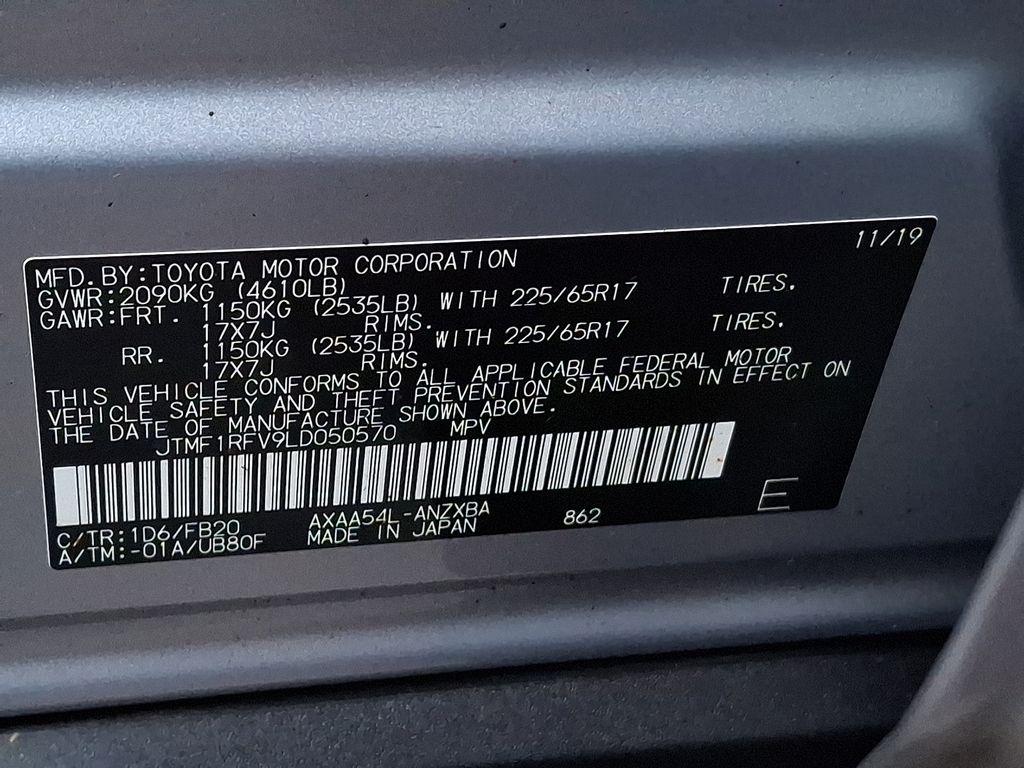 11/19
MFD.BY:TOYOTA MOTOR CORPORATION
GVWR:2090KG (4610LB)
GAWR:FRT. 1150KG (2535LB) WITH 225/65R17 TIRES.
17X7J RIMS.
RR. 1150KG (2535LB) WITH 225/65R17 TIRES.
17X7J RIMS.
THIS VEHICLE CONFORMS TO ALL APPLICABLE FEDERAL MOTOR
VEHICLE SAFETY AND THEFT PREVENTION STANDARDS IN EFFECT ON
THE DATE OF MANUFACTURE SHOWN ABOVE.
JTMF1RFV9LD050570 MPV
C/TR:1D6/FB20 AXAA54L-ANZXBA 862 E
A/TM:-01A/UB80F MADE IN JAPAN